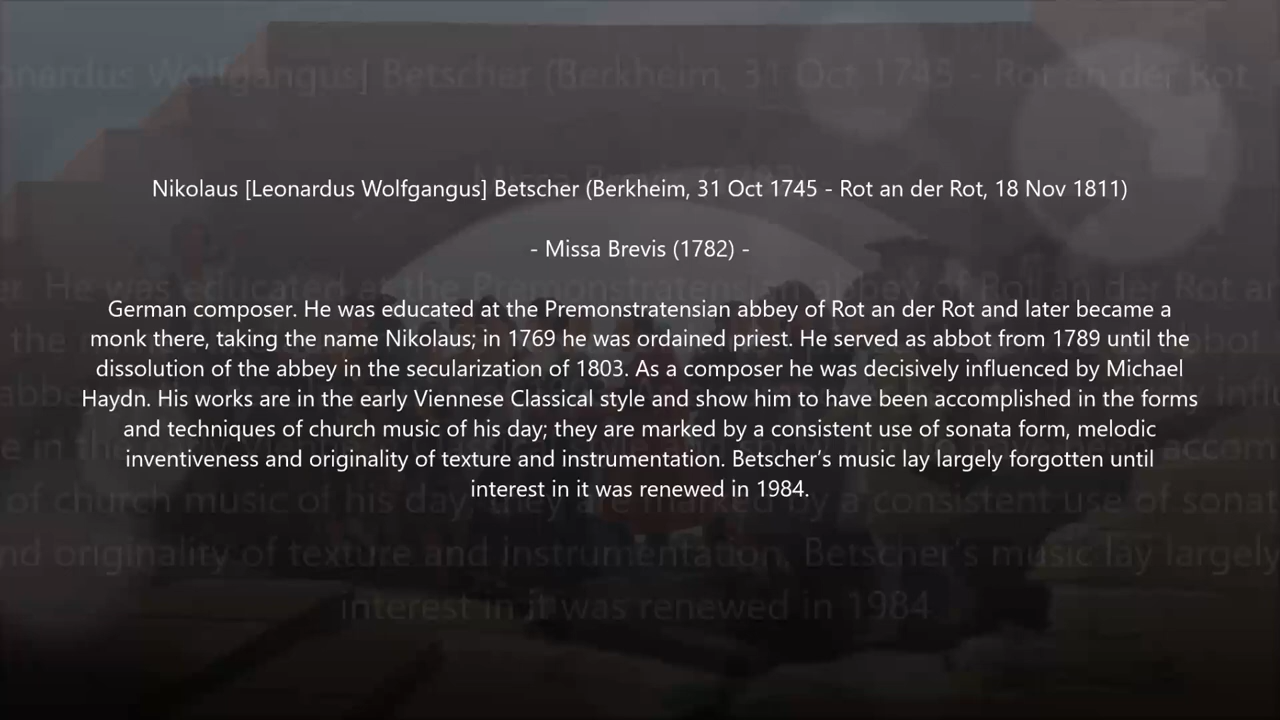 Nikolaus [Leonardus Wolfgangus] Betscher (Berkheim, 31 Oct 1745 - Rot an der Rot, 18 Nov 1811)
- Missa Brevis (1782) -
German composer. He was educated at the Premonstratensian abbey of Rot an der Rot and later became a
monk there, taking the name Nikolaus; in 1769 he was ordained priest. He served as abbot from 1789 until the
dissolution of the abbey in the secularization of 1803. As a composer he was decisively influenced by Michael
Haydn. His works are in the early Viennese Classical style and show him to have been accomplished in the forms
and techniques of church music of his day; they are marked by a consistent use of sonata form, melodic
inventiveness and originality of texture and instrumentation. Betscher’s music lay largely forgotten until
interest in it was renewed in 1984.